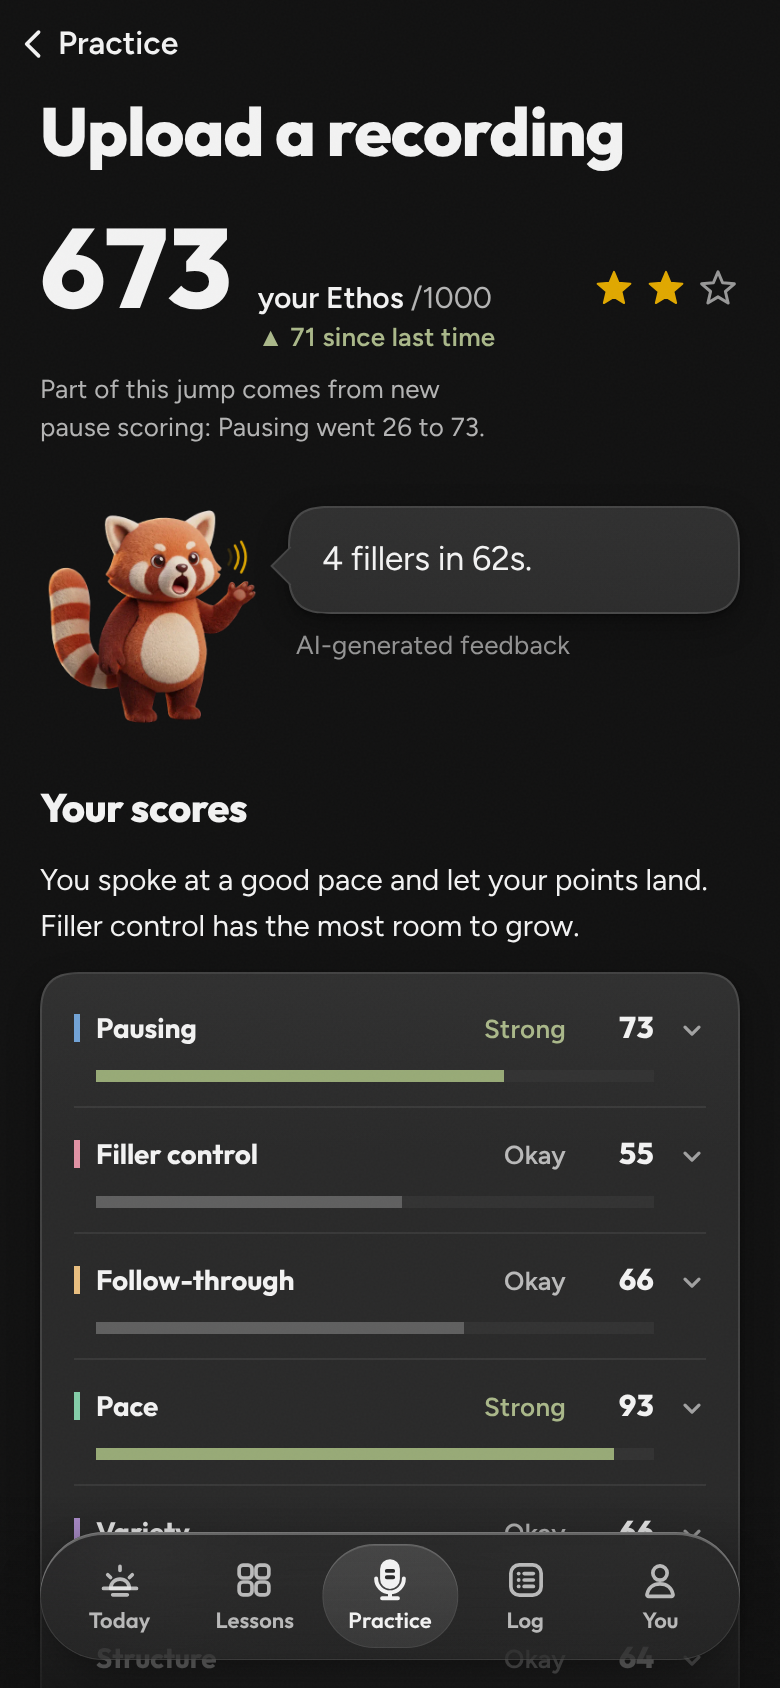 Practice
Upload a recording
673
your Ethos /1000
▲ 71 since last time
Part of this jump comes from new
pause scoring: Pausing went 26 to 73.
4 fillers in 62s.
AI-generated feedback
Your scores
You spoke at a good pace and let your points land.
Filler control has the most room to grow.
Pausing Strong 73
Filler control Okay 55
Follow-through Okay 66
Pace Strong 93
Variety Okay 66
Today Lessons Practice Log You
Structure Okay 64